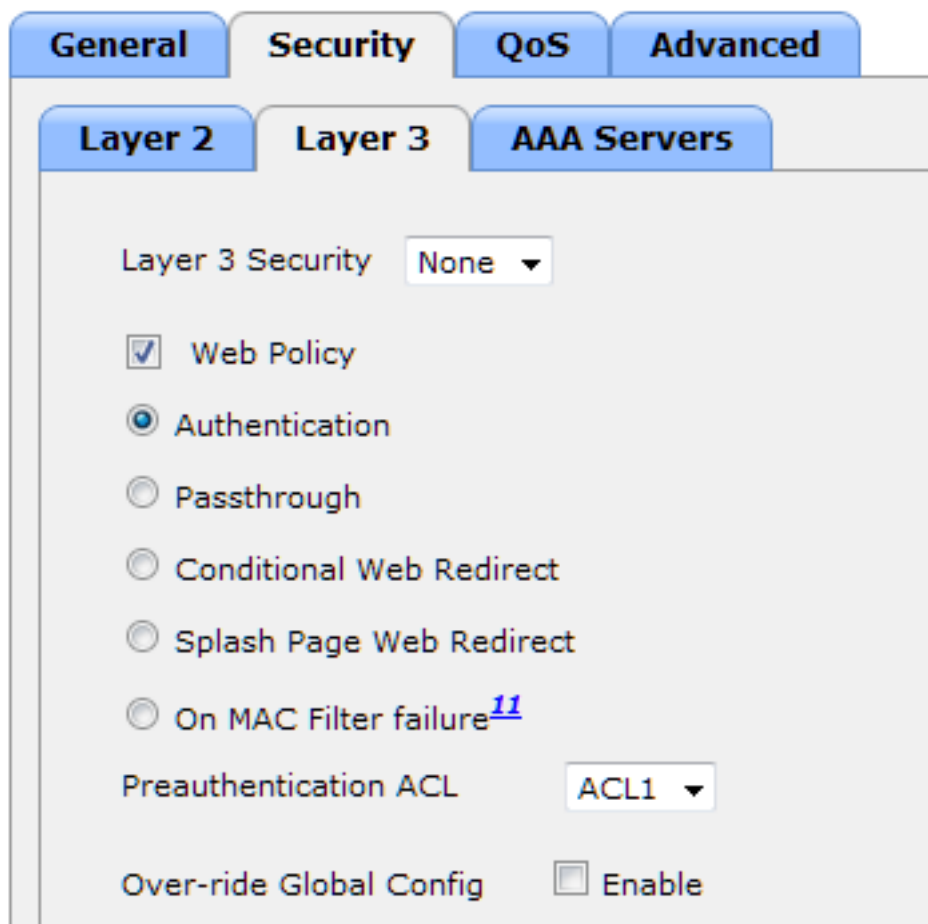 General Security QoS Advanced
Layer 2 Layer 3 AAA Servers
Layer 3 Security None
Web Policy
Authentication
Passthrough
Conditional Web Redirect
Splash Page Web Redirect
On MAC Filter failure11
Preauthentication ACL ACL1
Over-ride Global Config Enable